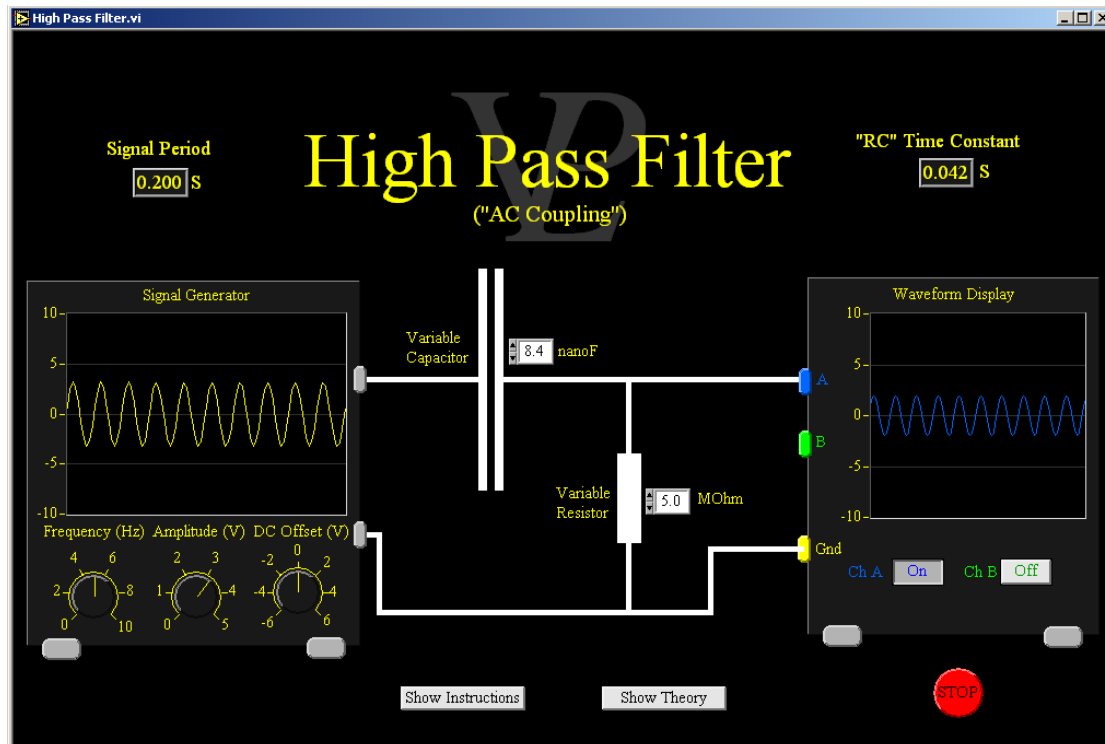 High Pass Filter.vi
VPL
Signal Period
0.200 S
High Pass Filter
("AC Coupling")
"RC" Time Constant
0.042 S
Signal Generator
10
5
0
-5
-10
Frequency (Hz) Amplitude (V) DC Offset (V)
4 6
2 8
0 10
2 3
1 4
0 5
0
-2 2
-4 4
-6 6
Variable
Capacitor
8.4 nanoF
Variable
Resistor
5.0 MOhm
Waveform Display
10
5
0
-5
-10
A
B
Gnd
Ch A On Ch B Off
Show Instructions Show Theory
STOP